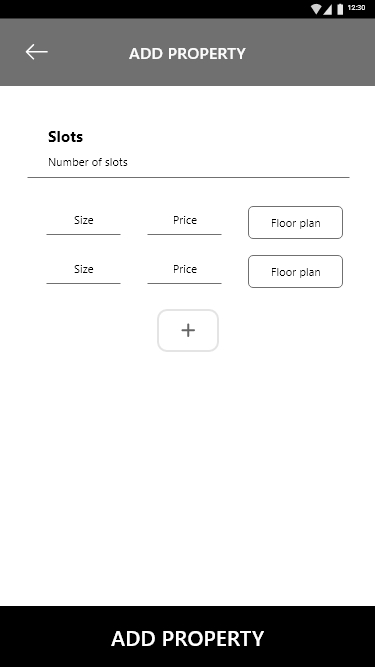 12:30
ADD PROPERTY
Slots
Number of slots
Size Price Floor plan
Size Price Floor plan
+
ADD PROPERTY